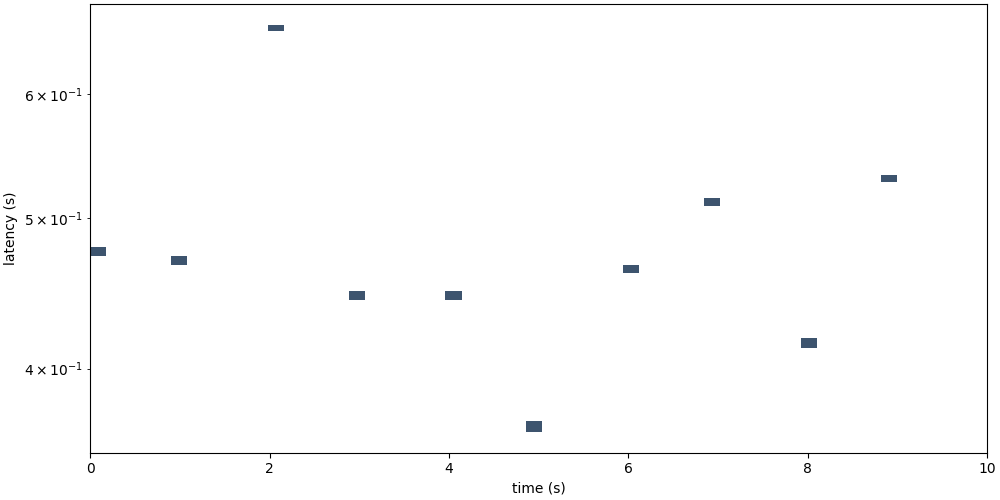 latency (s)
6 × 10⁻¹
5 × 10⁻¹
4 × 10⁻¹
0 2 4 6 8 10
time (s)